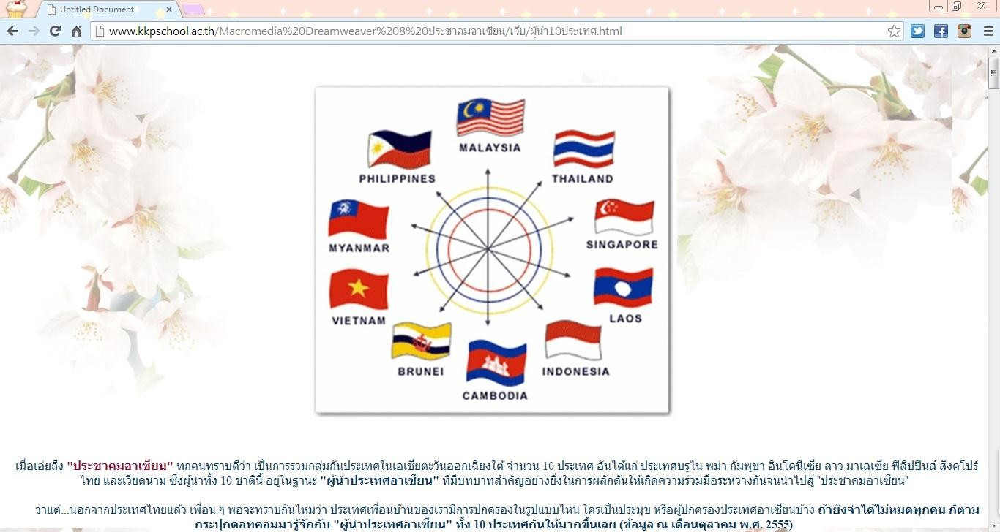 Untitled Document
www.kkpschool.ac.th/Macromedia%20Dreamweaver%208%20ประชาคมอาเซียน/เว็บ/ผู้นำ10ประเทศ.html
MALAYSIA
PHILIPPINES
THAILAND
MYANMAR
SINGAPORE
VIETNAM
LAOS
BRUNEI
INDONESIA
CAMBODIA
เมื่อเอ่ยถึง "ประชาคมอาเซียน" ทุกคนทราบดีว่า เป็นการรวมกลุ่มกันประเทศในเอเชียตะวันออกเฉียงใต้ จำนวน 10 ประเทศ อันได้แก่ ประเทศบรูไน พม่า กัมพูชา อินโดนีเซีย ลาว มาเลเซีย ฟิลิปปินส์ สิงคโปร์
ไทย และเวียดนาม ซึ่งผู้นำทั้ง 10 ชาตินี้ อยู่ในฐานะ "ผู้นำประเทศอาเซียน" ที่มีบทบาทสำคัญอย่างยิ่งในการผลักดันให้เกิดความร่วมมือระหว่างกันจนนำไปสู่ "ประชาคมอาเซียน"
ว่าแต่...นอกจากประเทศไทยแล้ว เพื่อน ๆ พอจะทราบกันไหมว่า ประเทศเพื่อนบ้านของเรามีการปกครองในรูปแบบไหน ใครเป็นประมุข หรือผู้ปกครองประเทศอาเซียนบ้าง ถ้ายังจำได้ไม่หมดทุกคน ก็ตาม
กระปุกดอทคอมมารู้จักกับ "ผู้นำประเทศอาเซียน" ทั้ง 10 ประเทศกันให้มากขึ้นเลย (ข้อมูล ณ เดือนตุลาคม พ.ศ. 2555)